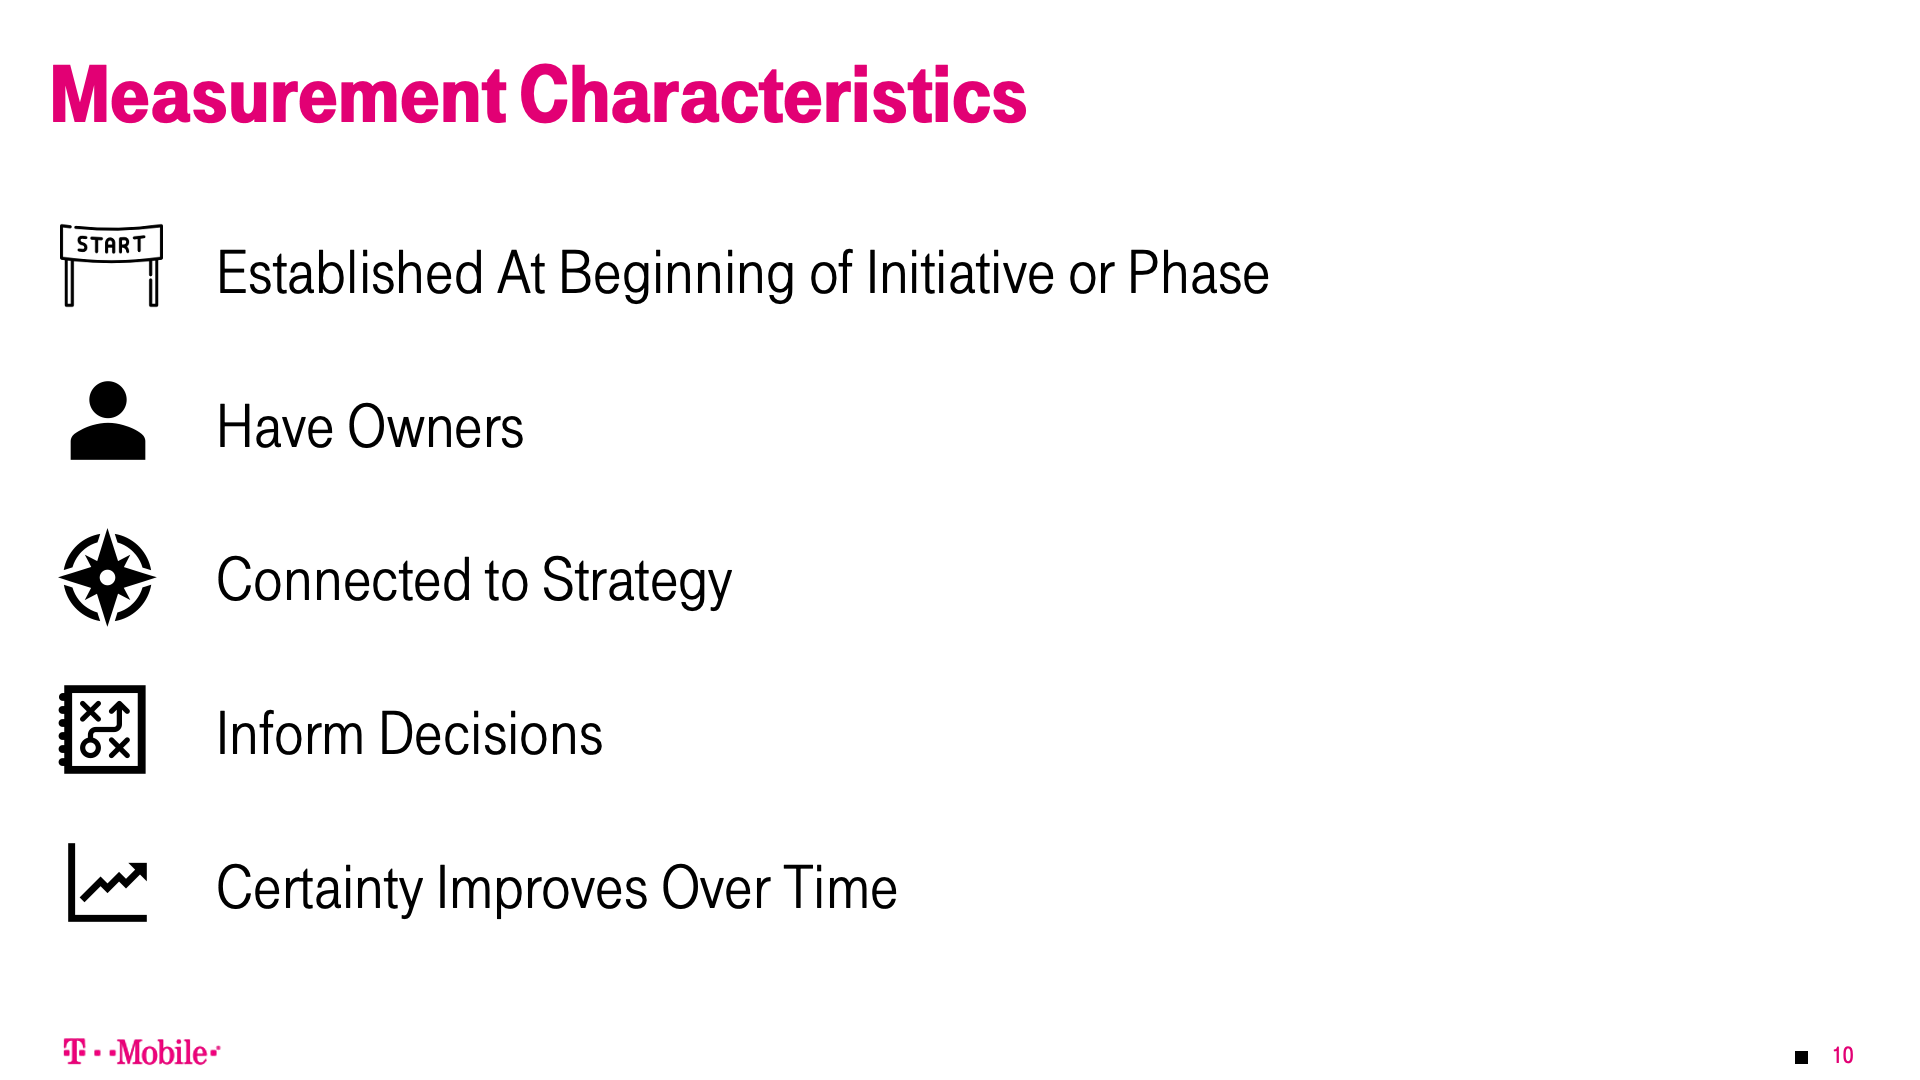 Measurement Characteristics
START
Established At Beginning of Initiative or Phase
Have Owners
Connected to Strategy
Inform Decisions
Certainty Improves Over Time
T··Mobile·
10